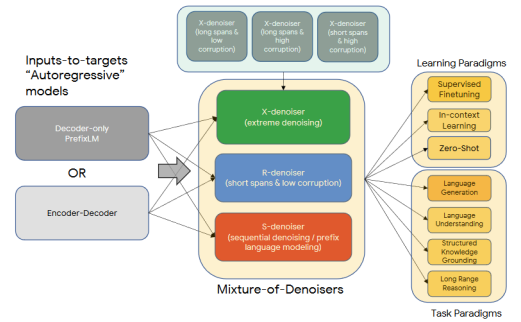 Inputs-to-targets
“Autoregressive”
models
Decoder-only
PrefixLM
OR
Encoder-Decoder
X-denoiser
(long spans &
low
corruption)
X-denoiser
(long spans &
high
corruption)
X-denoiser
(short spans
& high
corruption)
X-denoiser
(extreme denoising)
R-denoiser
(short spans & low corruption)
S-denoiser
(sequential denoising / prefix
language modeling)
Mixture-of-Denoisers
Learning Paradigms
Supervised
Finetuning
In-context
Learning
Zero-Shot
Language
Generation
Language
Understanding
Structured
Knowledge
Grounding
Long Range
Reasoning
Task Paradigms